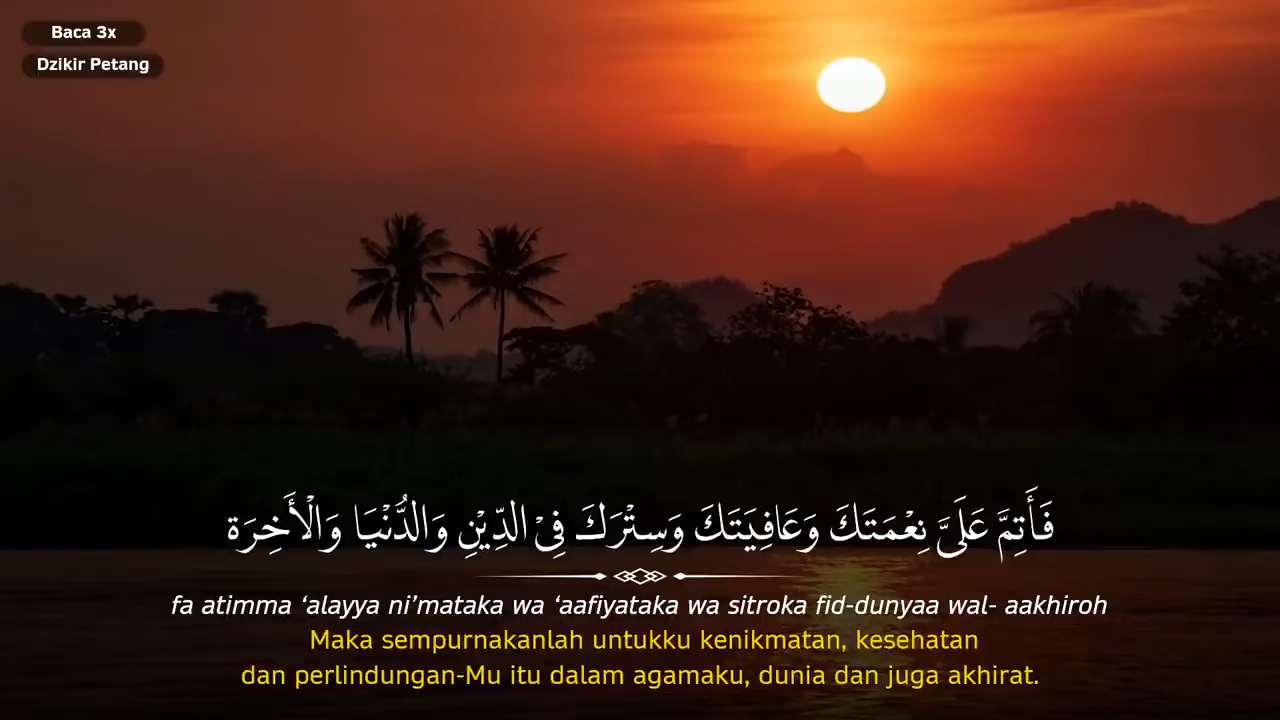 Baca 3x
Dzikir Petang
فَأَتِمَّ عَلَيَّ نِعْمَتَكَ وَعَافِيَتَكَ وَسِتْرَكَ فِيْ الدِّيْنِ وَالدُّنْيَا وَالْأَخِرَة
fa atimma ‘alayya ni’mataka wa ‘aafiyataka wa sitroka fid-dunyaa wal- aakhiroh
Maka sempurnakanlah untukku kenikmatan, kesehatan
dan perlindungan-Mu itu dalam agamaku, dunia dan juga akhirat.